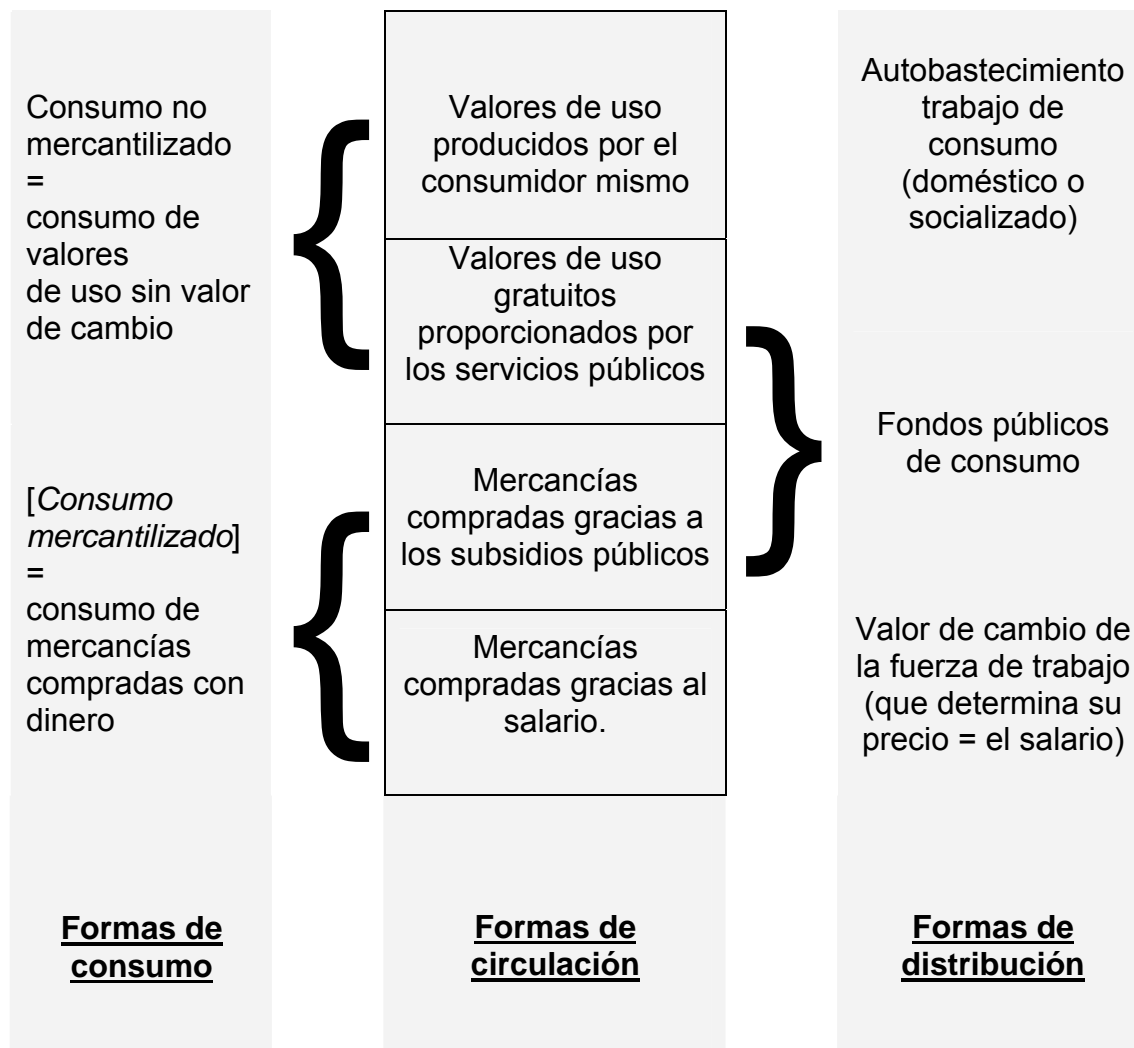 Consumo no
mercantilizado
=
consumo de
valores
de uso sin valor
de cambio
[Consumo
mercantilizado]
=
consumo de
mercancías
compradas con
dinero
Formas de
consumo
Valores de uso
producidos por el
consumidor mismo
Valores de uso
gratuitos
proporcionados por
los servicios públicos
Mercancías
compradas gracias a
los subsidios públicos
Mercancías
compradas gracias al
salario.
Formas de
circulación
Autobastecimiento
trabajo de
consumo
(doméstico o
socializado)
Fondos públicos
de consumo
Valor de cambio de
la fuerza de trabajo
(que determina su
precio = el salario)
Formas de
distribución